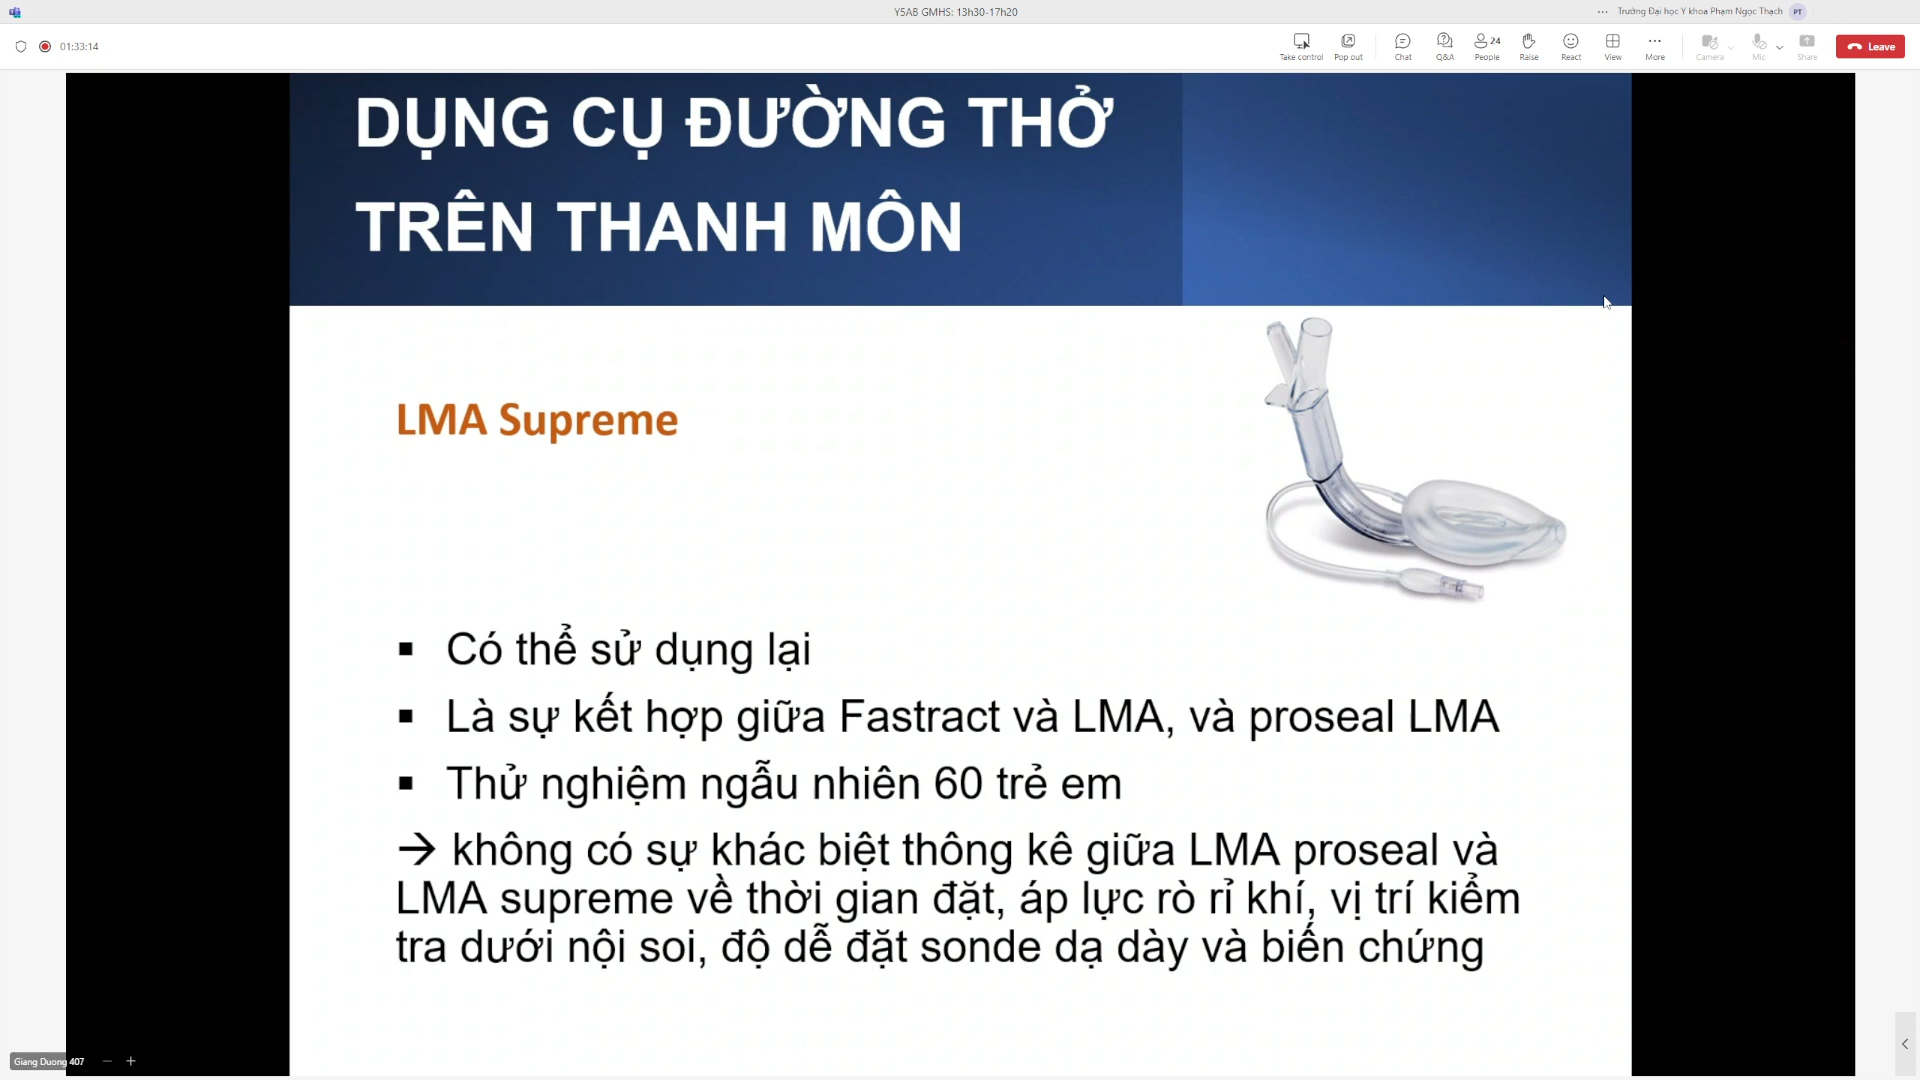 Y5AB GMHS: 13h30-17h20
Trường Đại học Y khoa Phạm Ngọc Thạch
PT
01:33:14
Take control
Pop out
Chat
Q&A
24
People
Raise
React
View
More
Camera
Mic
Share
Leave
DỤNG CỤ ĐƯỜNG THỞ
TRÊN THANH MÔN
LMA Supreme
▪ Có thể sử dụng lại
▪ Là sự kết hợp giữa Fastract và LMA, và proseal LMA
▪ Thử nghiệm ngẫu nhiên 60 trẻ em
→ không có sự khác biệt thông kê giữa LMA proseal và
LMA supreme về thời gian đặt, áp lực rò rỉ khí, vị trí kiểm
tra dưới nội soi, độ dễ đặt sonde dạ dày và biến chứng
Giang Duong 407